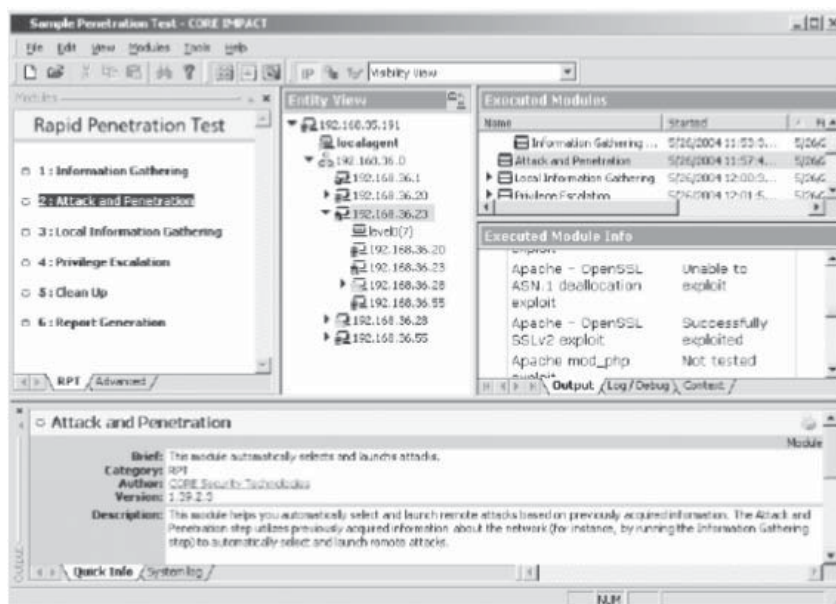 Sample Penetration Test - CORE IMPACT
File Edit View Modules Tools Help
IP Visibility View
Modules
Rapid Penetration Test
1 : Information Gathering
2 : Attack and Penetration
3 : Local Information Gathering
4 : Privilege Escalation
5 : Clean Up
6 : Report Generation
RPT Advanced
Entity View
192.168.35.191
localagent
192.168.36.0
192.168.36.1
192.168.36.20
192.168.36.23
level0(7)
192.168.36.20
192.168.36.23
192.168.36.28
192.168.36.55
192.168.36.28
192.168.36.55
Executed Modules
Name Started
Information Gathering ... 5/26/2004 11:53:3...
Attack and Penetration 5/26/2004 11:57:4...
Local Information Gathering 5/26/2004 12:00:3...
Privilege Escalation 5/26/2004 12:01:5...
Executed Module Info
exploit
Apache - OpenSSL ASN.1 deallocation exploit Unable to exploit
Apache - OpenSSL SSLv2 exploit Successfully exploited
Apache mod_php exploit Not tested
Output Log/Debug Context
Attack and Penetration
Module
Brief: This module automatically selects and launchs attacks.
Category: RPT
Author: CORE Security Technologies
Version:
Description: This module helps you automatically select and launch remote attacks based on previously acquired information. The Attack and
Penetration step utilizes previously acquired information about the network (for instance, by running the Information Gathering
step) to automatically select and launch remote attacks.
Output
Quick Info System log
NUM